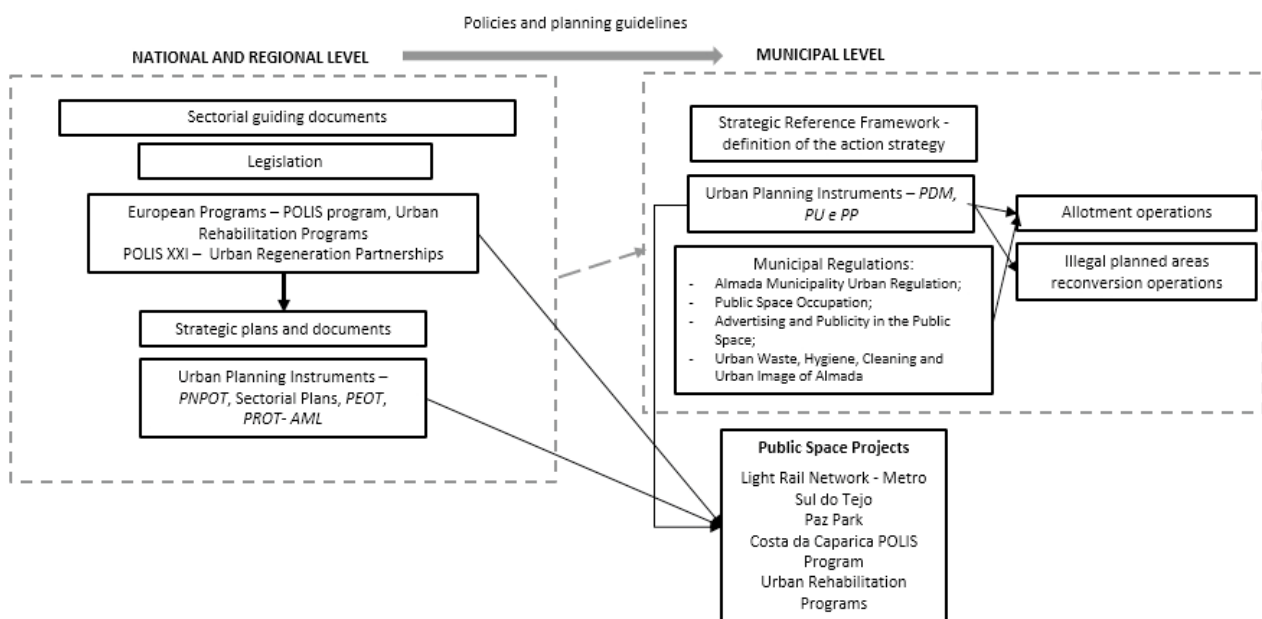 Policies and planning guidelines
NATIONAL AND REGIONAL LEVEL
MUNICIPAL LEVEL
Sectorial guiding documents
Legislation
European Programs – POLIS program, Urban
Rehabilitation Programs
POLIS XXI – Urban Regeneration Partnerships
Strategic plans and documents
Urban Planning Instruments –
PNPOT, Sectorial Plans, PEOT,
PROT- AML
Strategic Reference Framework -
definition of the action strategy
Urban Planning Instruments – PDM,
PU e PP
Municipal Regulations:
- Almada Municipality Urban Regulation;
- Public Space Occupation;
- Advertising and Publicity in the Public
Space;
- Urban Waste, Hygiene, Cleaning and
Urban Image of Almada
Allotment operations
Illegal planned areas
reconversion operations
Public Space Projects
Light Rail Network - Metro
Sul do Tejo
Paz Park
Costa da Caparica POLIS
Program
Urban Rehabilitation
Programs